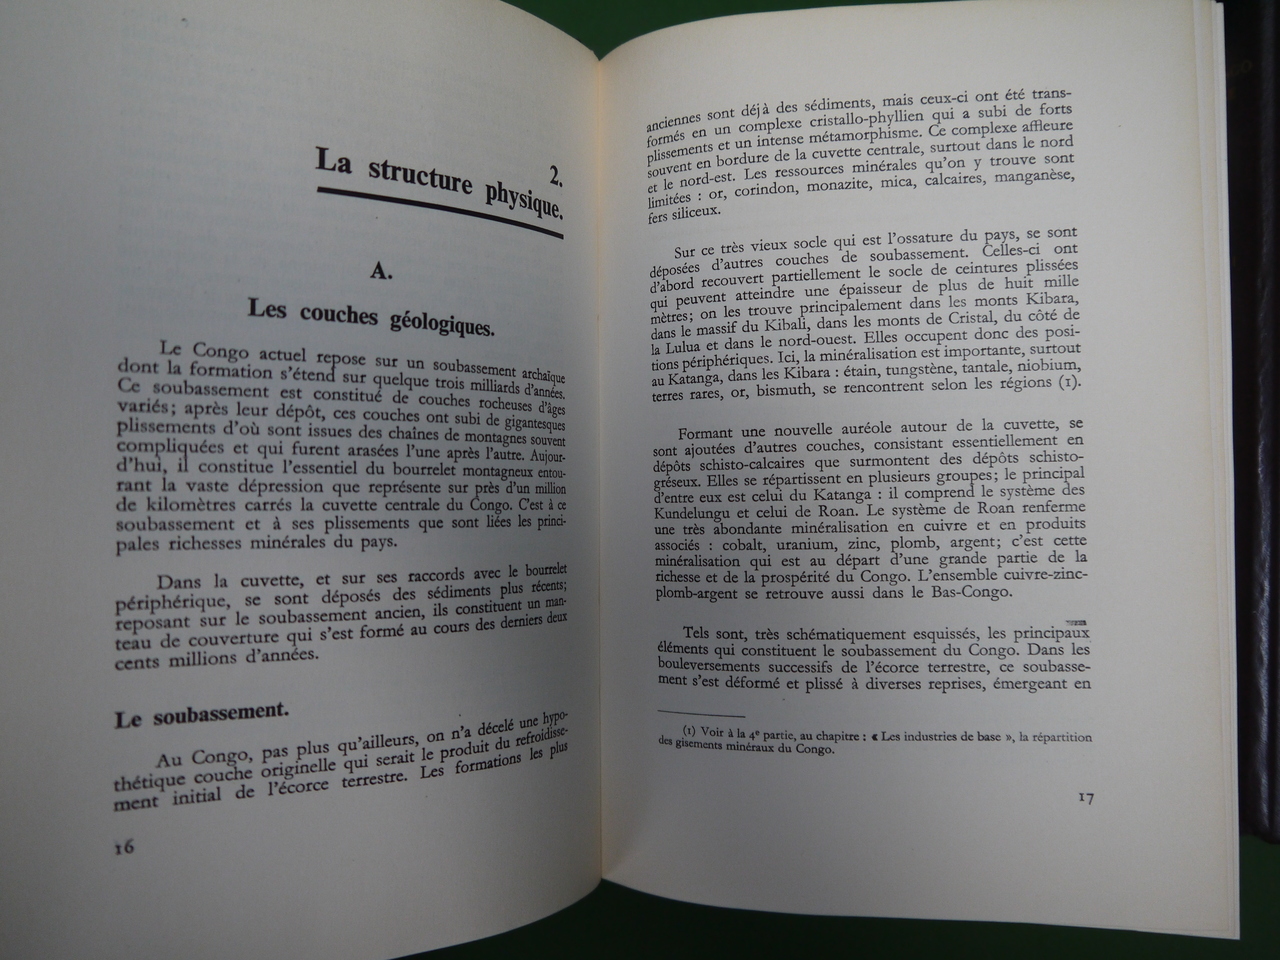 2.
La structure physique.
A.
Les couches géologiques.
Le Congo actuel repose sur un soubassement archaïque
dont la formation s'étend sur quelque trois milliards d'années.
Ce soubassement est constitué de couches rocheuses d'âges
variés; après leur dépôt, ces couches ont subi de gigantesques
plissements d'où sont issues des chaînes de montagnes souvent
compliquées et qui furent arasées l'une après l'autre. Aujour-
d'hui, il constitue l'essentiel du bourrelet montagneux entou-
rant la vaste dépression que représente sur près d'un million
de kilomètres carrés la cuvette centrale du Congo. C'est à ce
soubassement et à ses plissements que sont liées les princi-
pales richesses minérales du pays.
Dans la cuvette, et sur ses raccords avec le bourrelet
périphérique, se sont déposés des sédiments plus récents;
reposant sur le soubassement ancien, ils constituent un man-
teau de couverture qui s'est formé au cours des derniers deux
cents millions d'années.
Le soubassement.
Au Congo, pas plus qu'ailleurs, on n'a décelé une hypo-
thétique couche originelle qui serait le produit du refroidisse-
ment initial de l'écorce terrestre. Les formations les plus
16
anciennes sont déjà des sédiments, mais ceux-ci ont été trans-
formés en un complexe cristallo-phyllien qui a subi de forts
plissements et un intense métamorphisme. Ce complexe affleure
souvent en bordure de la cuvette centrale, surtout dans le nord
et le nord-est. Les ressources minérales qu'on y trouve sont
limitées : or, corindon, monazite, mica, calcaires, manganèse,
fers siliceux.
Sur ce très vieux socle qui est l'ossature du pays, se sont
déposées d'autres couches de soubassement. Celles-ci ont
d'abord recouvert partiellement le socle de ceintures plissées
qui peuvent atteindre une épaisseur de plus de huit mille
mètres; on les trouve principalement dans les monts Kibara,
dans le massif du Kibali, dans les monts de Cristal, du côté de
la Lulua et dans le nord-ouest. Elles occupent donc des posi-
tions périphériques. Ici, la minéralisation est importante, surtout
au Katanga, dans les Kibara : étain, tungstène, tantale, niobium,
terres rares, or, bismuth, se rencontrent selon les régions (1).
Formant une nouvelle auréole autour de la cuvette, se
sont ajoutées d'autres couches, consistant essentiellement en
dépôts schisto-calcaires que surmontent des dépôts schisto-
gréseux. Elles se répartissent en plusieurs groupes; le principal
d'entre eux est celui du Katanga : il comprend le système des
Kundelungu et celui de Roan. Le système de Roan renferme
une très abondante minéralisation en cuivre et en produits
associés : cobalt, uranium, zinc, plomb, argent; c'est cette
minéralisation qui est au départ d'une grande partie de la
richesse et de la prospérité du Congo. L'ensemble cuivre-zinc-
plomb-argent se retrouve aussi dans le Bas-Congo.
Tels sont, très schématiquement esquissés, les principaux
éléments qui constituent le soubassement du Congo. Dans les
bouleversements successifs de l'écorce terrestre, ce soubasse-
ment s'est déformé et plissé à diverses reprises, émergeant en
(1) Voir à la 4e partie, au chapitre : « Les industries de base », la répartition
des gisements minéraux du Congo.
17